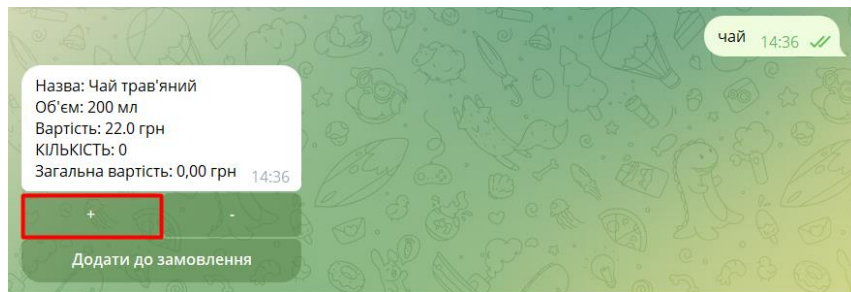 чай 14:36
Назва: Чай трав'яний
Об'єм: 200 мл
Вартість: 22.0 грн
КІЛЬКІСТЬ: 0
Загальна вартість: 0,00 грн 14:36
+ -
Додати до замовлення